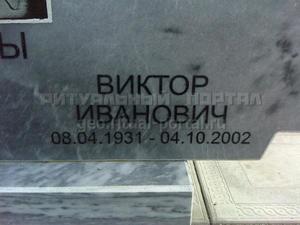 Ы
ВИКТОР
ИВАНОВИЧ
РИТУАЛЬНЫЙ ПОРТАЛ
08.04.1931 - 04.10.2002